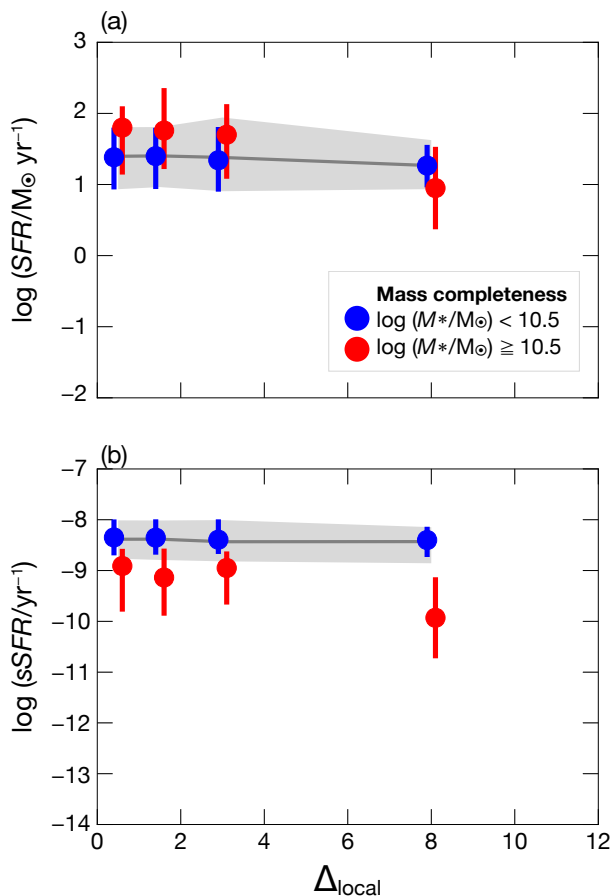 (a)
3
2
1
0
−1
−2
log (SFR/M⊙ yr⁻¹)
Mass completeness
log (M*/M⊙) < 10.5
log (M*/M⊙) ≧ 10.5
(b)
−7
−8
−9
−10
−11
−12
−13
−14
log (sSFR/yr⁻¹)
0 2 4 6 8 10 12
Δlocal